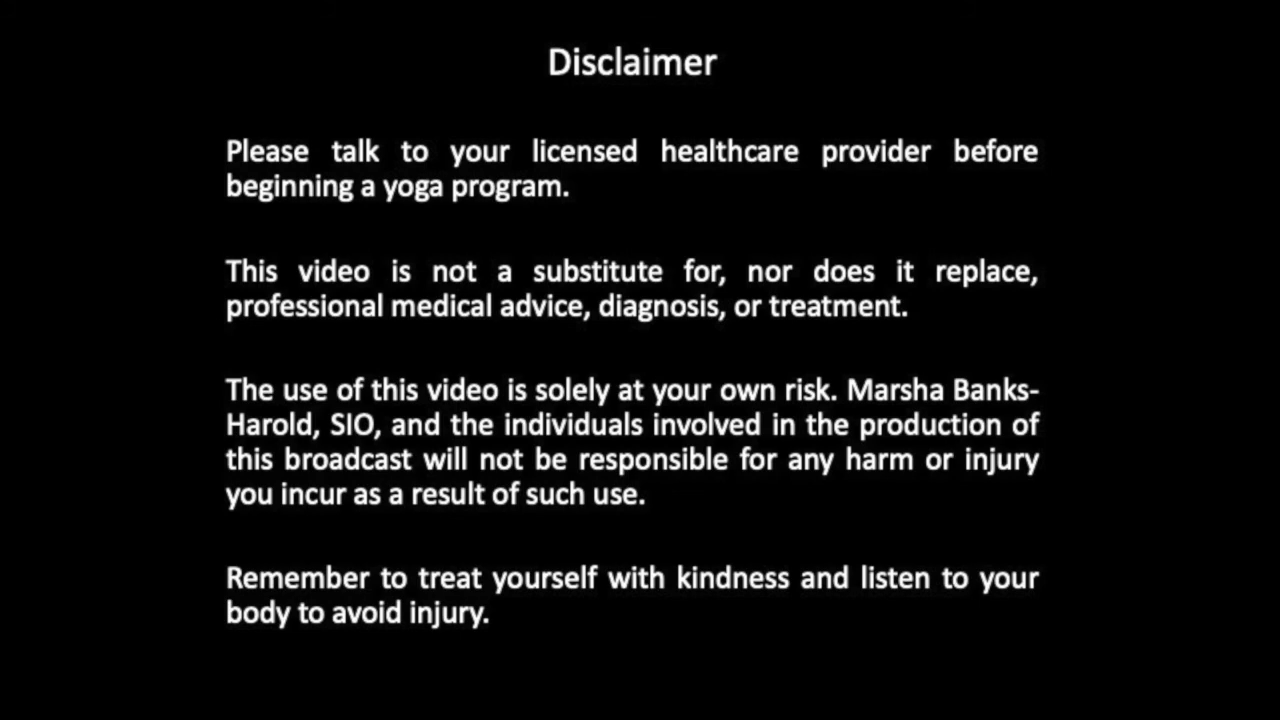 Disclaimer
Please talk to your licensed healthcare provider before
beginning a yoga program.
This video is not a substitute for, nor does it replace,
professional medical advice, diagnosis, or treatment.
The use of this video is solely at your own risk. Marsha Banks-
Harold, SIO, and the individuals involved in the production of
this broadcast will not be responsible for any harm or injury
you incur as a result of such use.
Remember to treat yourself with kindness and listen to your
body to avoid injury.